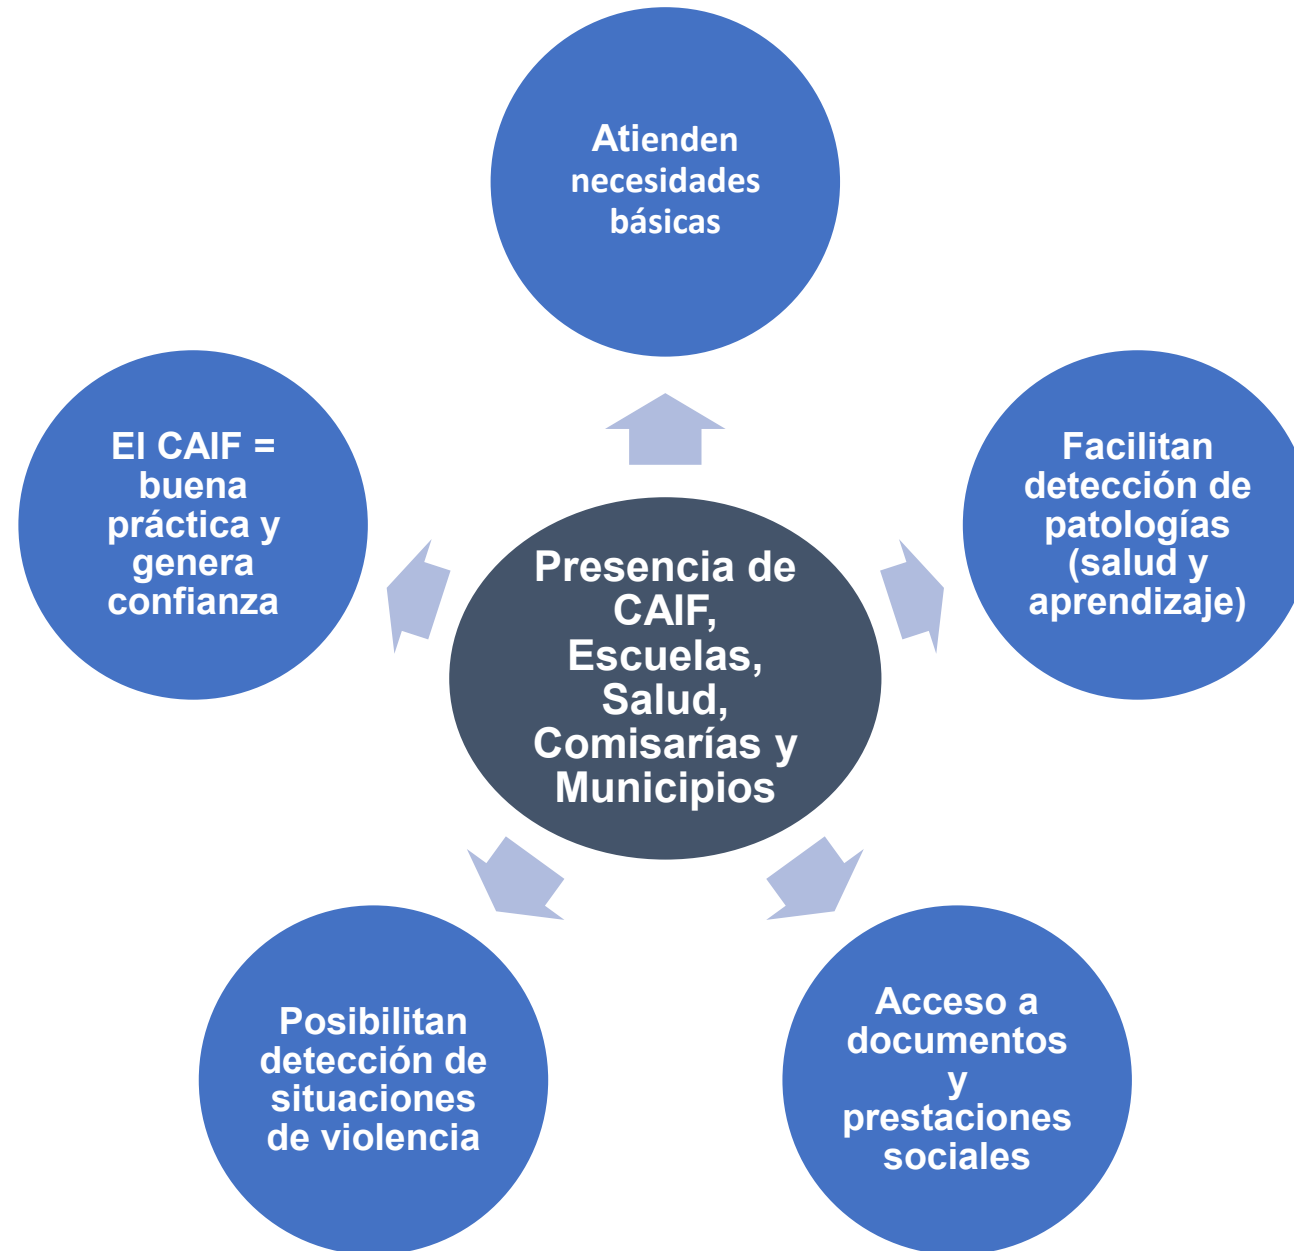 Atienden
necesidades
básicas
El CAIF =
buena
práctica y
genera
confianza
Facilitan
detección de
patologías
(salud y
aprendizaje)
Presencia de
CAIF,
Escuelas,
Salud,
Comisarías y
Municipios
Posibilitan
detección de
situaciones
de violencia
Acceso a
documentos
y
prestaciones
sociales